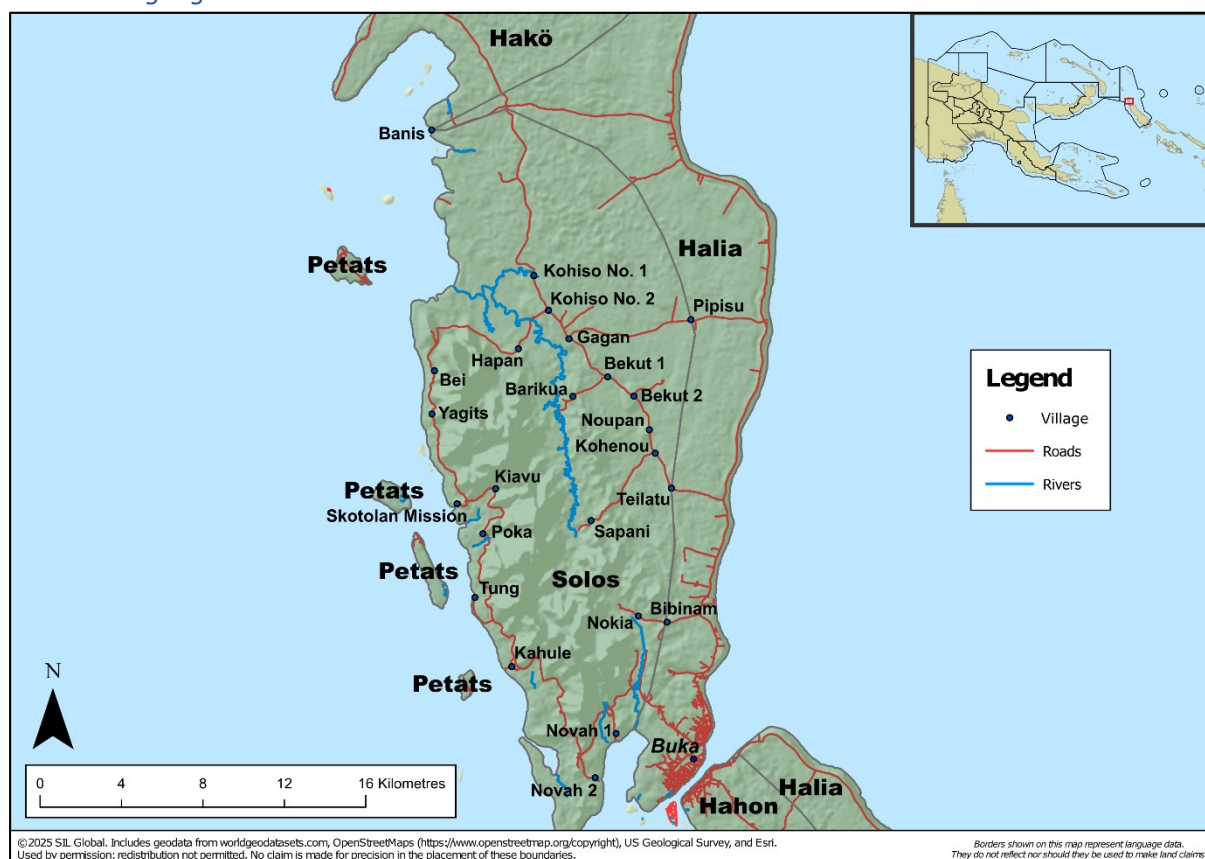 Hakö
Banis
Halia
Petats
Kohiso No. 1
Kohiso No. 2
Pipisu
Gagan
Hapan
Bekut 1
Bei
Barikua
Bekut 2
Yagits
Noupan
Kohenou
Kiavu
Petats
Teilatu
Skotolan Mission
Poka
Sapani
Petats
Solos
Tung
Bibinam
Nokia
Kahule
Petats
Novah 1
Buka
Novah 2
Halia
Hahon
Legend
Village
Roads
Rivers
N
0 4 8 12 16 Kilometres
©2025 SIL Global. Includes geodata from worldgeodatasets.com, OpenStreetMaps (https://www.openstreetmap.org/copyright), US Geological Survey, and Esri.
Used by permission; redistribution not permitted. No claim is made for precision in the placement of these boundaries.
Borders shown on this map represent language data.
They do not reflect nor should they be used to make land claims.